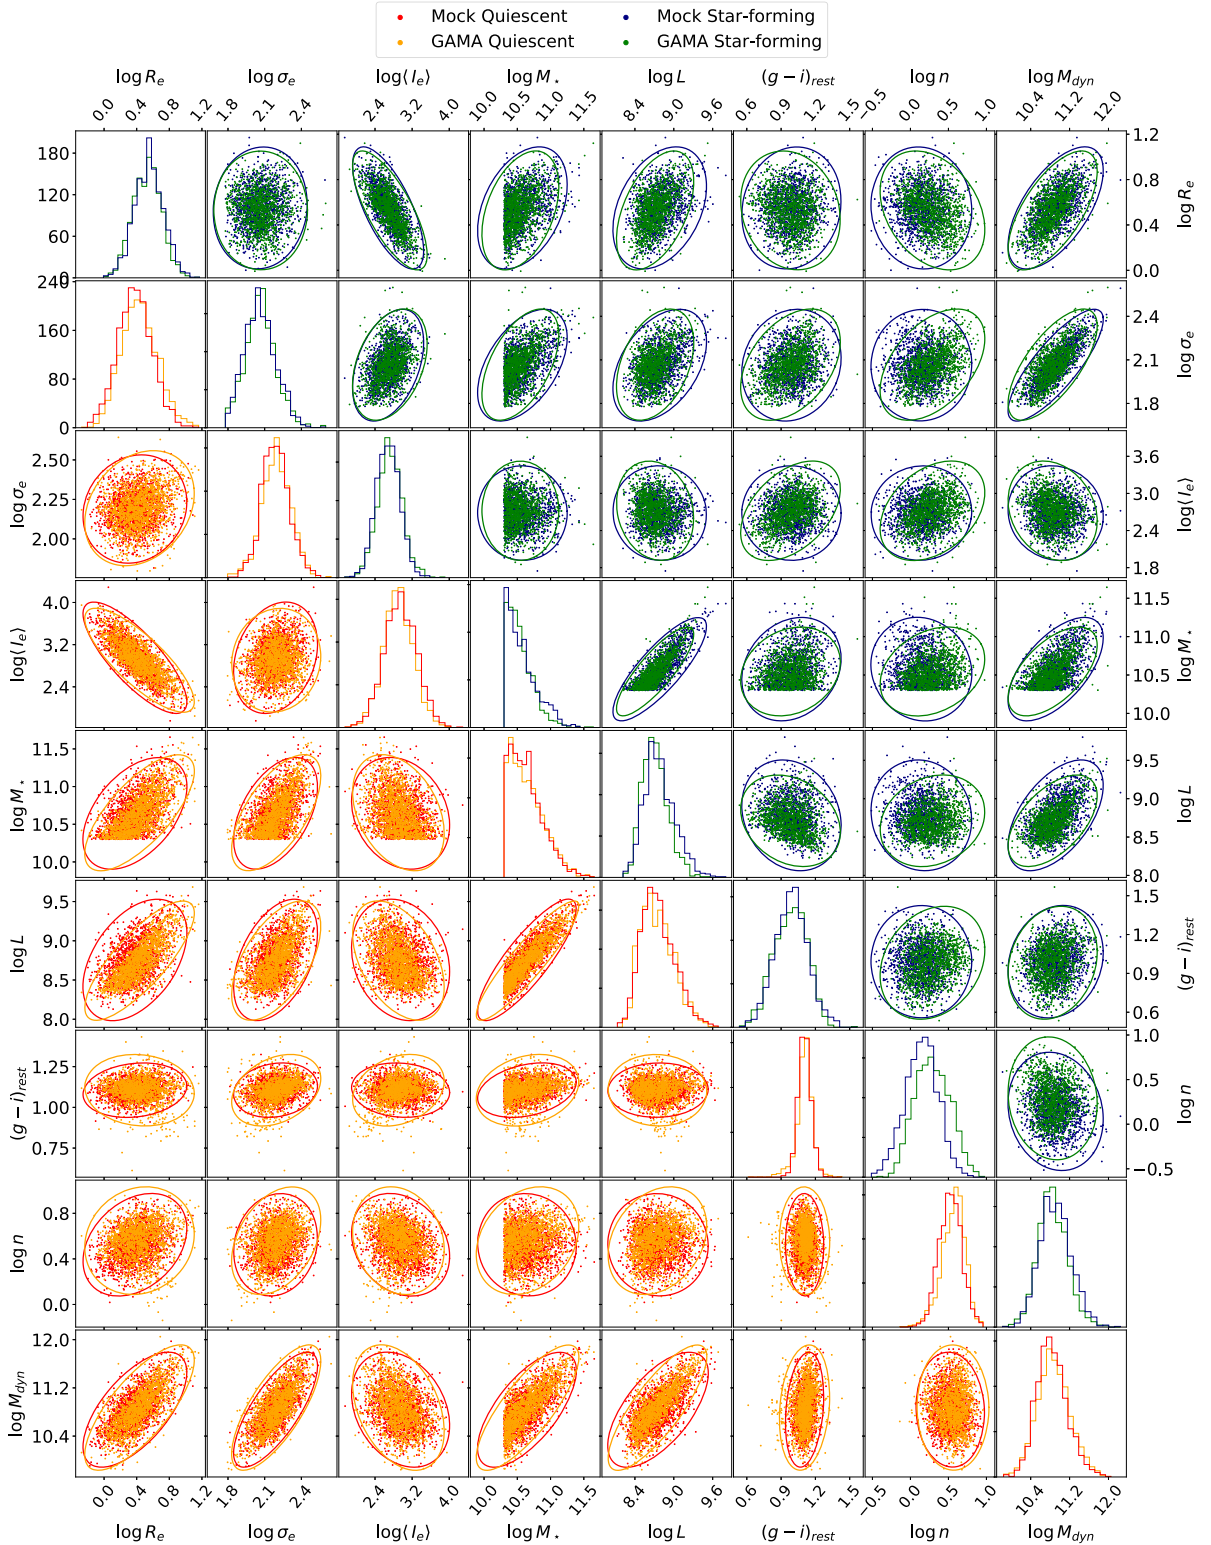 Mock Quiescent Mock Star-forming
GAMA Quiescent GAMA Star-forming
log R_e log σ_e log⟨I_e⟩ log M_⋆ log L (g − i)_rest log n log M_dyn
0.0 0.4 0.8 1.2 1.8 2.1 2.4 2.4 3.2 4.0 10.0 10.5 11.0 11.5 8.4 9.0 9.6 0.6 0.9 1.2 1.5 −0.5 0.0 0.5 1.0 10.4 11.2 12.0
180 120 60 0
1.2 0.8 0.4 0.0 log R_e
240 160 80 0
2.4 2.1 1.8 log σ_e
log σ_e 2.50 2.25 2.00
3.6 3.0 2.4 1.8 log⟨I_e⟩
log⟨I_e⟩ 4.0 3.2 2.4
11.5 11.0 10.5 10.0 log M_⋆
log M_⋆ 11.5 11.0 10.5 10.0
9.5 9.0 8.5 8.0 log L
log L 9.5 9.0 8.5 8.0
1.5 1.2 0.9 0.6 (g − i)_rest
(g − i)_rest 1.25 1.00 0.75
1.0 0.5 0.0 −0.5 log n
log n 0.8 0.4 0.0
log M_dyn 12.0 11.2 10.4
0.0 0.4 0.8 1.2 1.8 2.1 2.4 2.4 3.2 4.0 10.0 10.5 11.0 11.5 8.4 9.0 9.6 0.6 0.9 1.2 1.5 −0.5 0.0 0.5 1.0 10.4 11.2 12.0
log R_e log σ_e log⟨I_e⟩ log M_⋆ log L (g − i)_rest log n log M_dyn